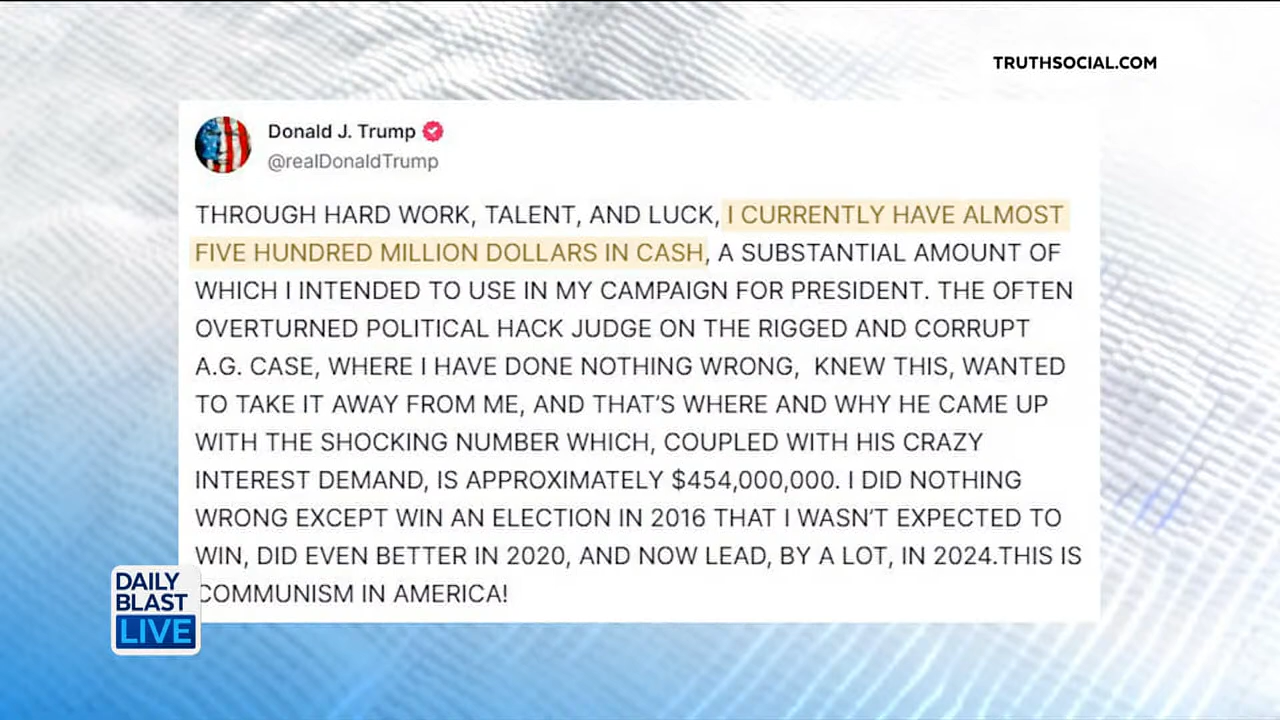 TRUTHSOCIAL.COM
Donald J. Trump
@realDonaldTrump
THROUGH HARD WORK, TALENT, AND LUCK, I CURRENTLY HAVE ALMOST
FIVE HUNDRED MILLION DOLLARS IN CASH, A SUBSTANTIAL AMOUNT OF
WHICH I INTENDED TO USE IN MY CAMPAIGN FOR PRESIDENT. THE OFTEN
OVERTURNED POLITICAL HACK JUDGE ON THE RIGGED AND CORRUPT
A.G. CASE, WHERE I HAVE DONE NOTHING WRONG,  KNEW THIS, WANTED
TO TAKE IT AWAY FROM ME, AND THAT’S WHERE AND WHY HE CAME UP
WITH THE SHOCKING NUMBER WHICH, COUPLED WITH HIS CRAZY
INTEREST DEMAND, IS APPROXIMATELY $454,000,000. I DID NOTHING
WRONG EXCEPT WIN AN ELECTION IN 2016 THAT I WASN’T EXPECTED TO
WIN, DID EVEN BETTER IN 2020, AND NOW LEAD, BY A LOT, IN 2024.THIS IS
COMMUNISM IN AMERICA!
DAILY
BLAST
LIVE